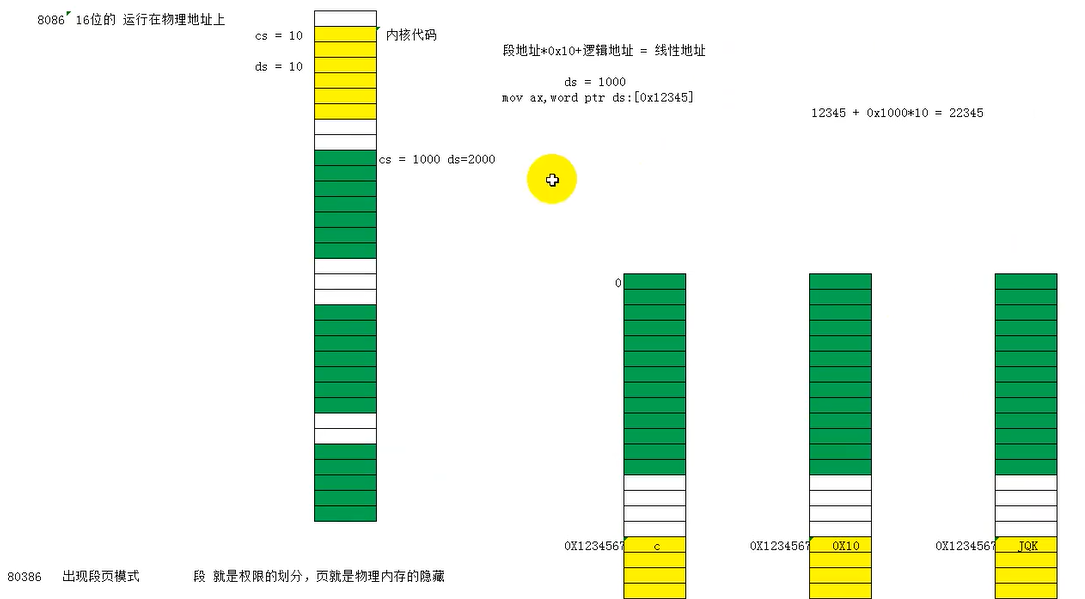 8086 16位的 运行在物理地址上
cs = 10
内核代码
ds = 10
段地址*0x10+逻辑地址 = 线性地址
ds = 1000
mov ax,word ptr ds:[0x12345]
12345 + 0x1000*10 = 22345
cs = 1000 ds=2000
0
0X1234567 c
0X1234567 0X10
0X1234567 JQK
80386 出现段页模式 段 就是权限的划分，页就是物理内存的隐藏